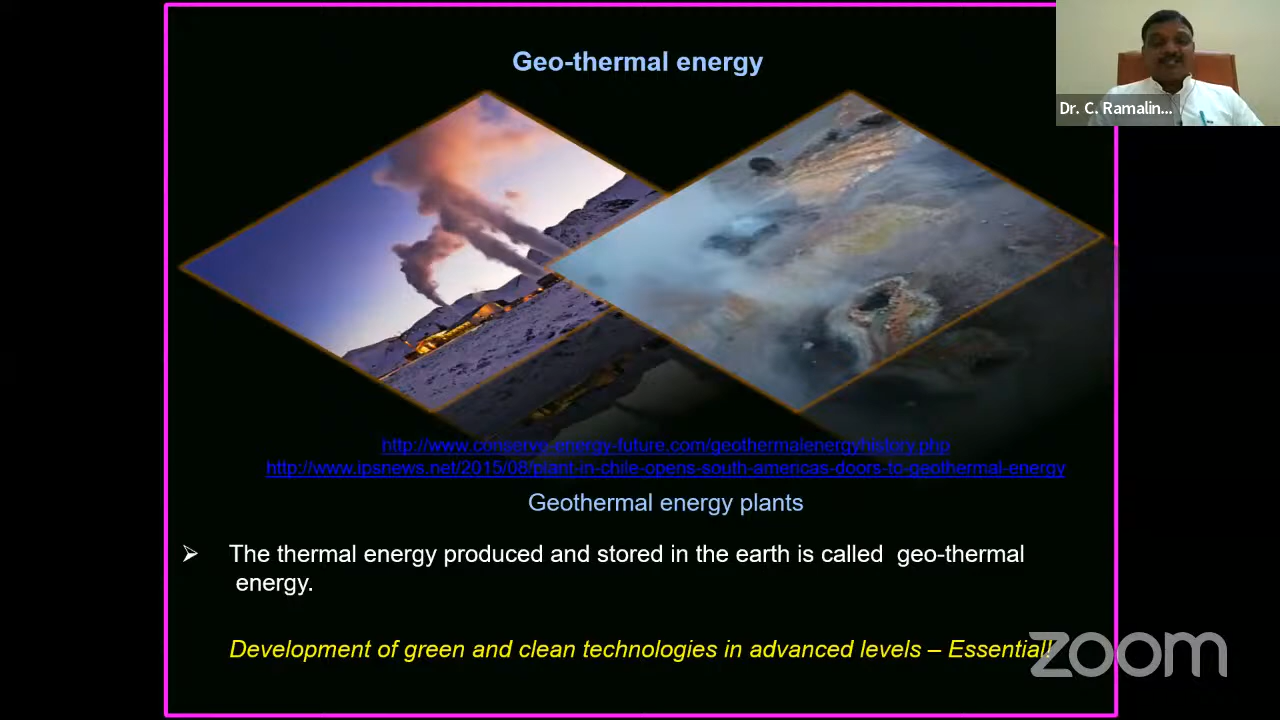 Geo-thermal energy
Dr. C. Ramalin...
http://www.conserve-energy-future.com/geothermalenergyhistory.php
http://www.ipsnews.net/2015/08/plant-in-chile-opens-south-americas-doors-to-geothermal-energy
Geothermal energy plants
➢ The thermal energy produced and stored in the earth is called geo-thermal
energy.
Development of green and clean technologies in advanced levels – Essential!
zoom